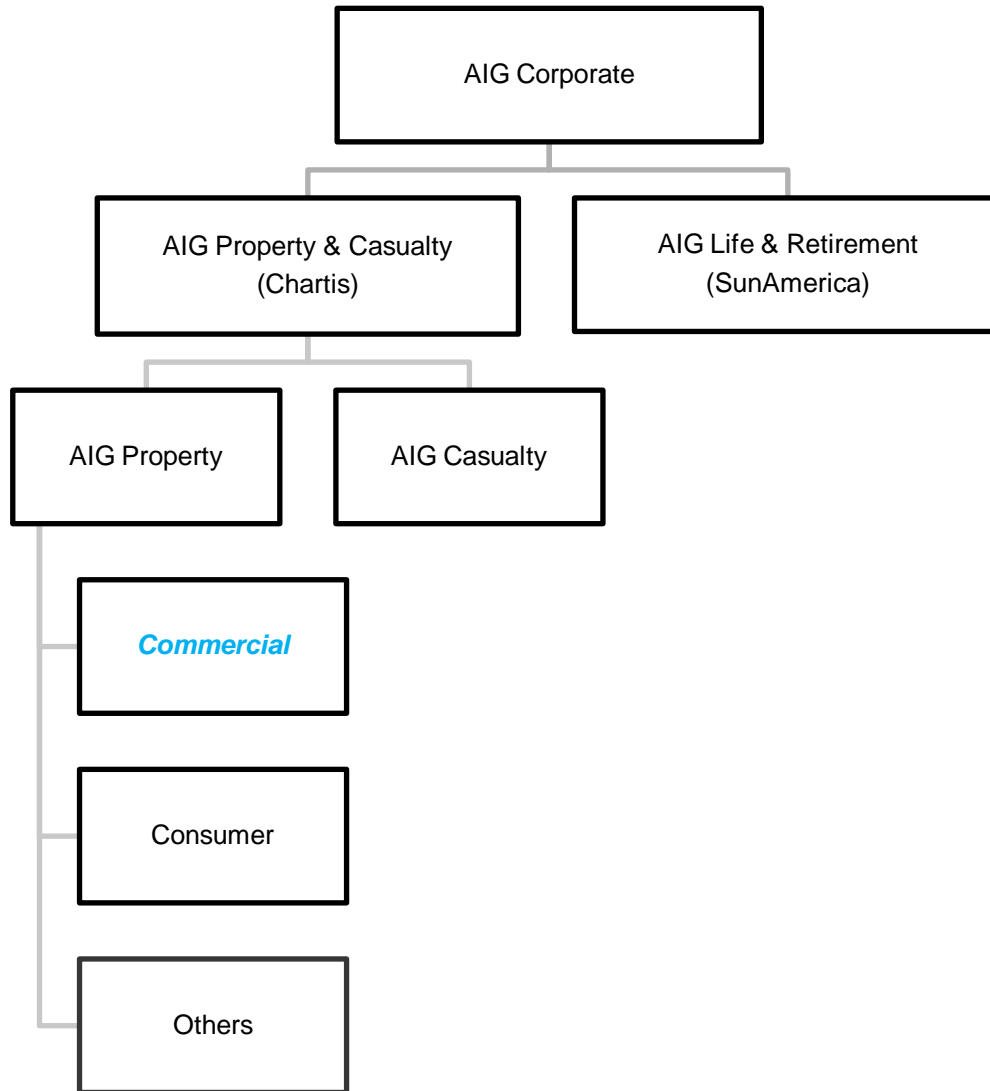 AIG Corporate
AIG Property & Casualty
(Chartis)
AIG Life & Retirement
(SunAmerica)
AIG Property
AIG Casualty
Commercial
Consumer
Others